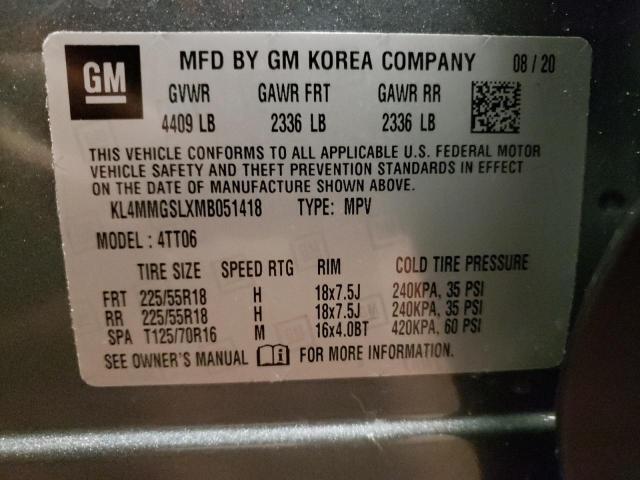 GM MFD BY GM KOREA COMPANY 08 / 20
GVWR GAWR FRT GAWR RR
4409 LB 2336 LB 2336 LB
THIS VEHICLE CONFORMS TO ALL APPLICABLE U.S. FEDERAL MOTOR
VEHICLE SAFETY AND THEFT PREVENTION STANDARDS IN EFFECT
ON THE DATE OF MANUFACTURE SHOWN ABOVE.
KL4MMGSLXMB051418 TYPE: MPV
MODEL : 4TT06
TIRE SIZE SPEED RTG RIM COLD TIRE PRESSURE
FRT 225/55R18 H 18x7.5J 240KPA, 35 PSI
RR 225/55R18 H 18x7.5J 240KPA, 35 PSI
SPA T125/70R16 M 16x4.0BT 420KPA, 60 PSI
SEE OWNER'S MANUAL FOR MORE INFORMATION.